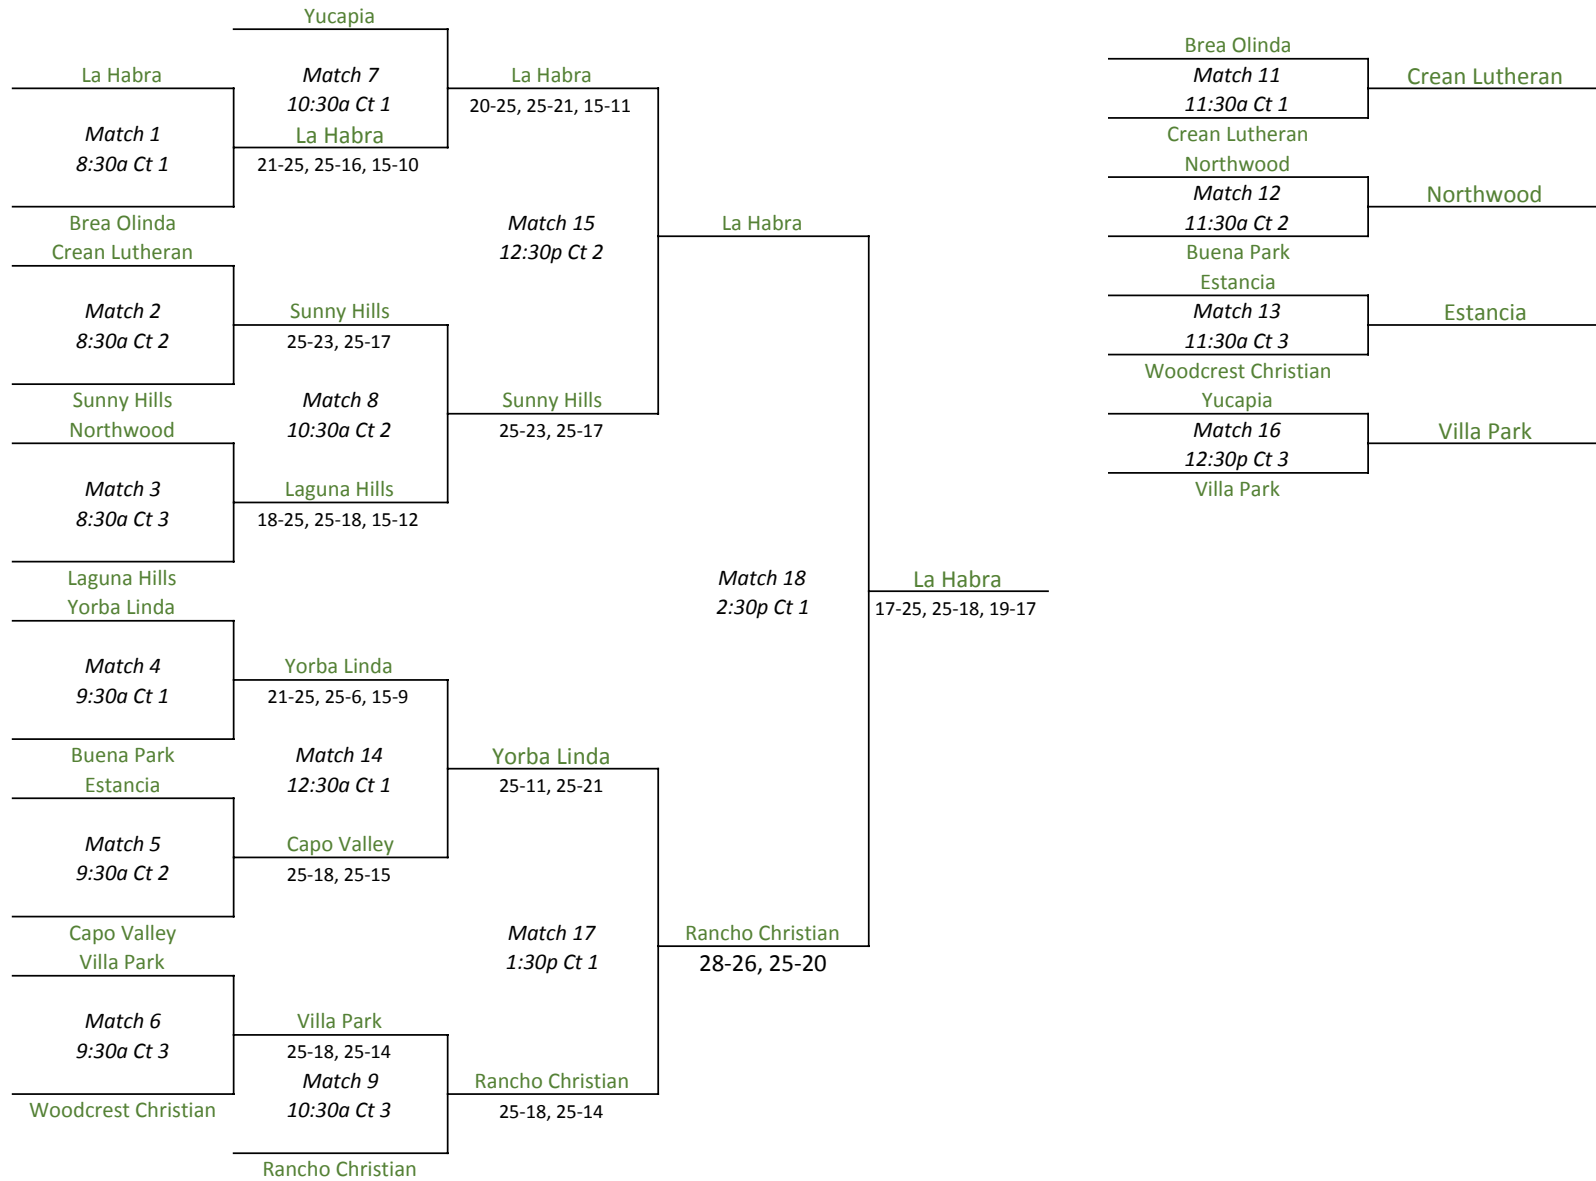 Yucapia
La Habra
Match 7
10:30a Ct 1
La Habra
20-25, 25-21, 15-11
Match 1
8:30a Ct 1
La Habra
21-25, 25-16, 15-10
Brea Olinda
Crean Lutheran
Match 15
12:30p Ct 2
La Habra
Match 2
8:30a Ct 2
Sunny Hills
25-23, 25-17
Sunny Hills
Northwood
Match 8
10:30a Ct 2
Sunny Hills
25-23, 25-17
Match 3
8:30a Ct 3
Laguna Hills
18-25, 25-18, 15-12
Laguna Hills
Yorba Linda
Match 18
2:30p Ct 1
La Habra
17-25, 25-18, 19-17
Match 4
9:30a Ct 1
Yorba Linda
21-25, 25-6, 15-9
Buena Park
Estancia
Match 14
12:30a Ct 1
Yorba Linda
25-11, 25-21
Match 5
9:30a Ct 2
Capo Valley
25-18, 25-15
Capo Valley
Villa Park
Match 17
1:30p Ct 1
Rancho Christian
28-26, 25-20
Match 6
9:30a Ct 3
Villa Park
25-18, 25-14
Match 9
10:30a Ct 3
Rancho Christian
25-18, 25-14
Woodcrest Christian
Rancho Christian
Brea Olinda
Match 11
11:30a Ct 1
Crean Lutheran
Crean Lutheran
Northwood
Match 12
11:30a Ct 2
Northwood
Buena Park
Estancia
Match 13
11:30a Ct 3
Estancia
Woodcrest Christian
Yucapia
Match 16
12:30p Ct 3
Villa Park
Villa Park